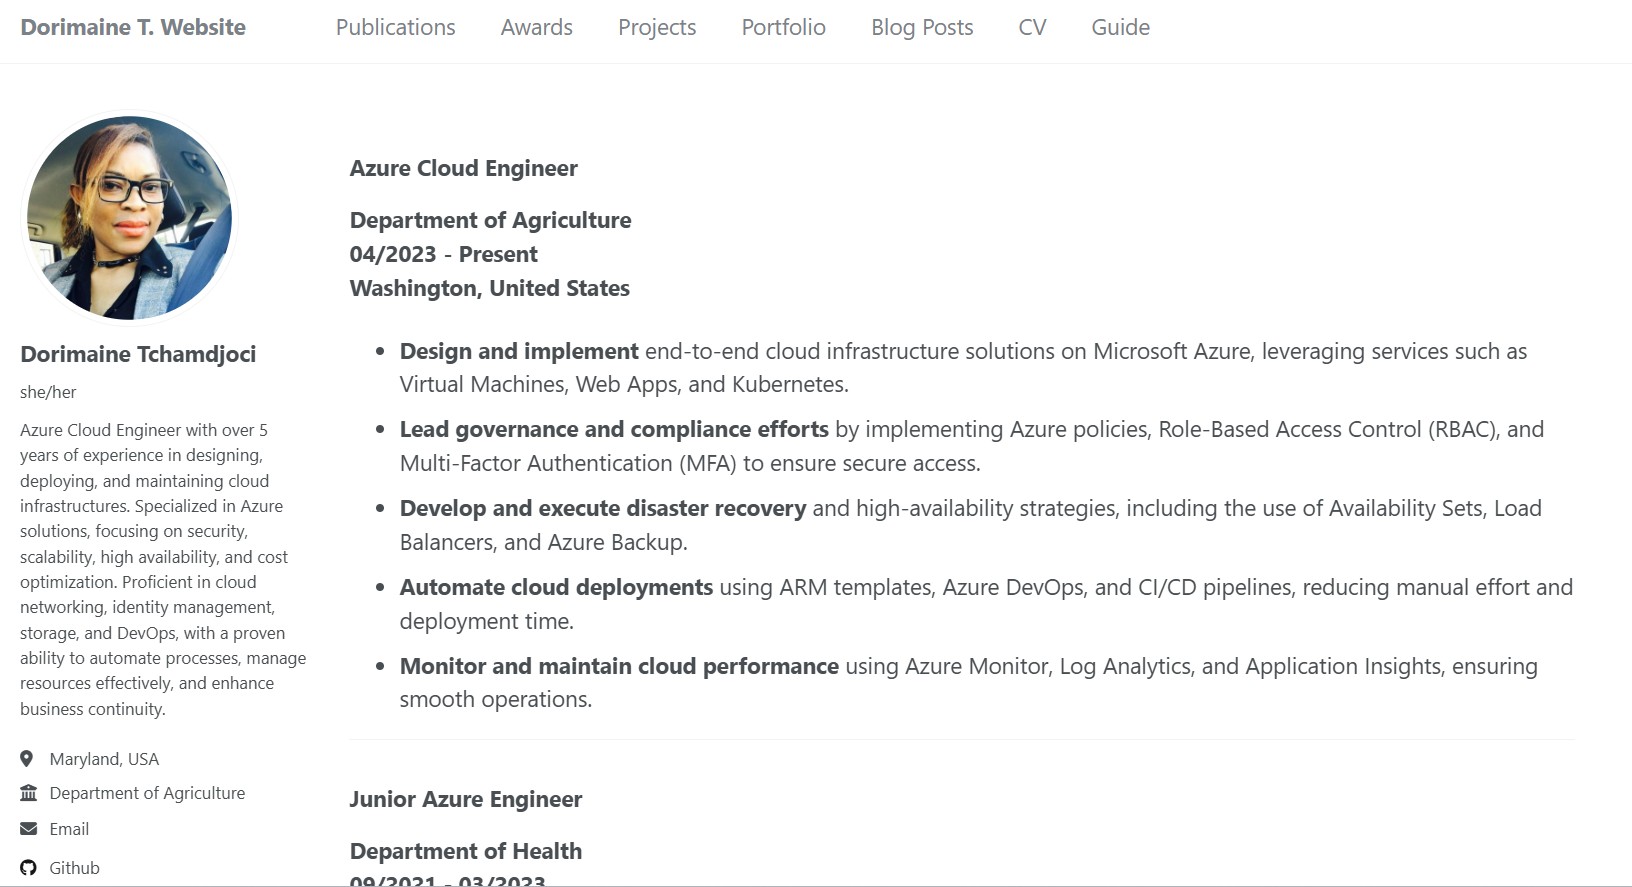 Dorimaine T. Website
Publications
Awards
Projects
Portfolio
Blog Posts
CV
Guide
Dorimaine Tchamdjoci
she/her
Azure Cloud Engineer with over 5
years of experience in designing,
deploying, and maintaining cloud
infrastructures. Specialized in Azure
solutions, focusing on security,
scalability, high availability, and cost
optimization. Proficient in cloud
networking, identity management,
storage, and DevOps, with a proven
ability to automate processes, manage
resources effectively, and enhance
business continuity.
Maryland, USA
Department of Agriculture
Email
Github
Azure Cloud Engineer
Department of Agriculture
04/2023 - Present
Washington, United States
Design and implement end-to-end cloud infrastructure solutions on Microsoft Azure, leveraging services such as
Virtual Machines, Web Apps, and Kubernetes.
Lead governance and compliance efforts by implementing Azure policies, Role-Based Access Control (RBAC), and
Multi-Factor Authentication (MFA) to ensure secure access.
Develop and execute disaster recovery and high-availability strategies, including the use of Availability Sets, Load
Balancers, and Azure Backup.
Automate cloud deployments using ARM templates, Azure DevOps, and CI/CD pipelines, reducing manual effort and
deployment time.
Monitor and maintain cloud performance using Azure Monitor, Log Analytics, and Application Insights, ensuring
smooth operations.
Junior Azure Engineer
Department of Health
09/2021 - 03/2023